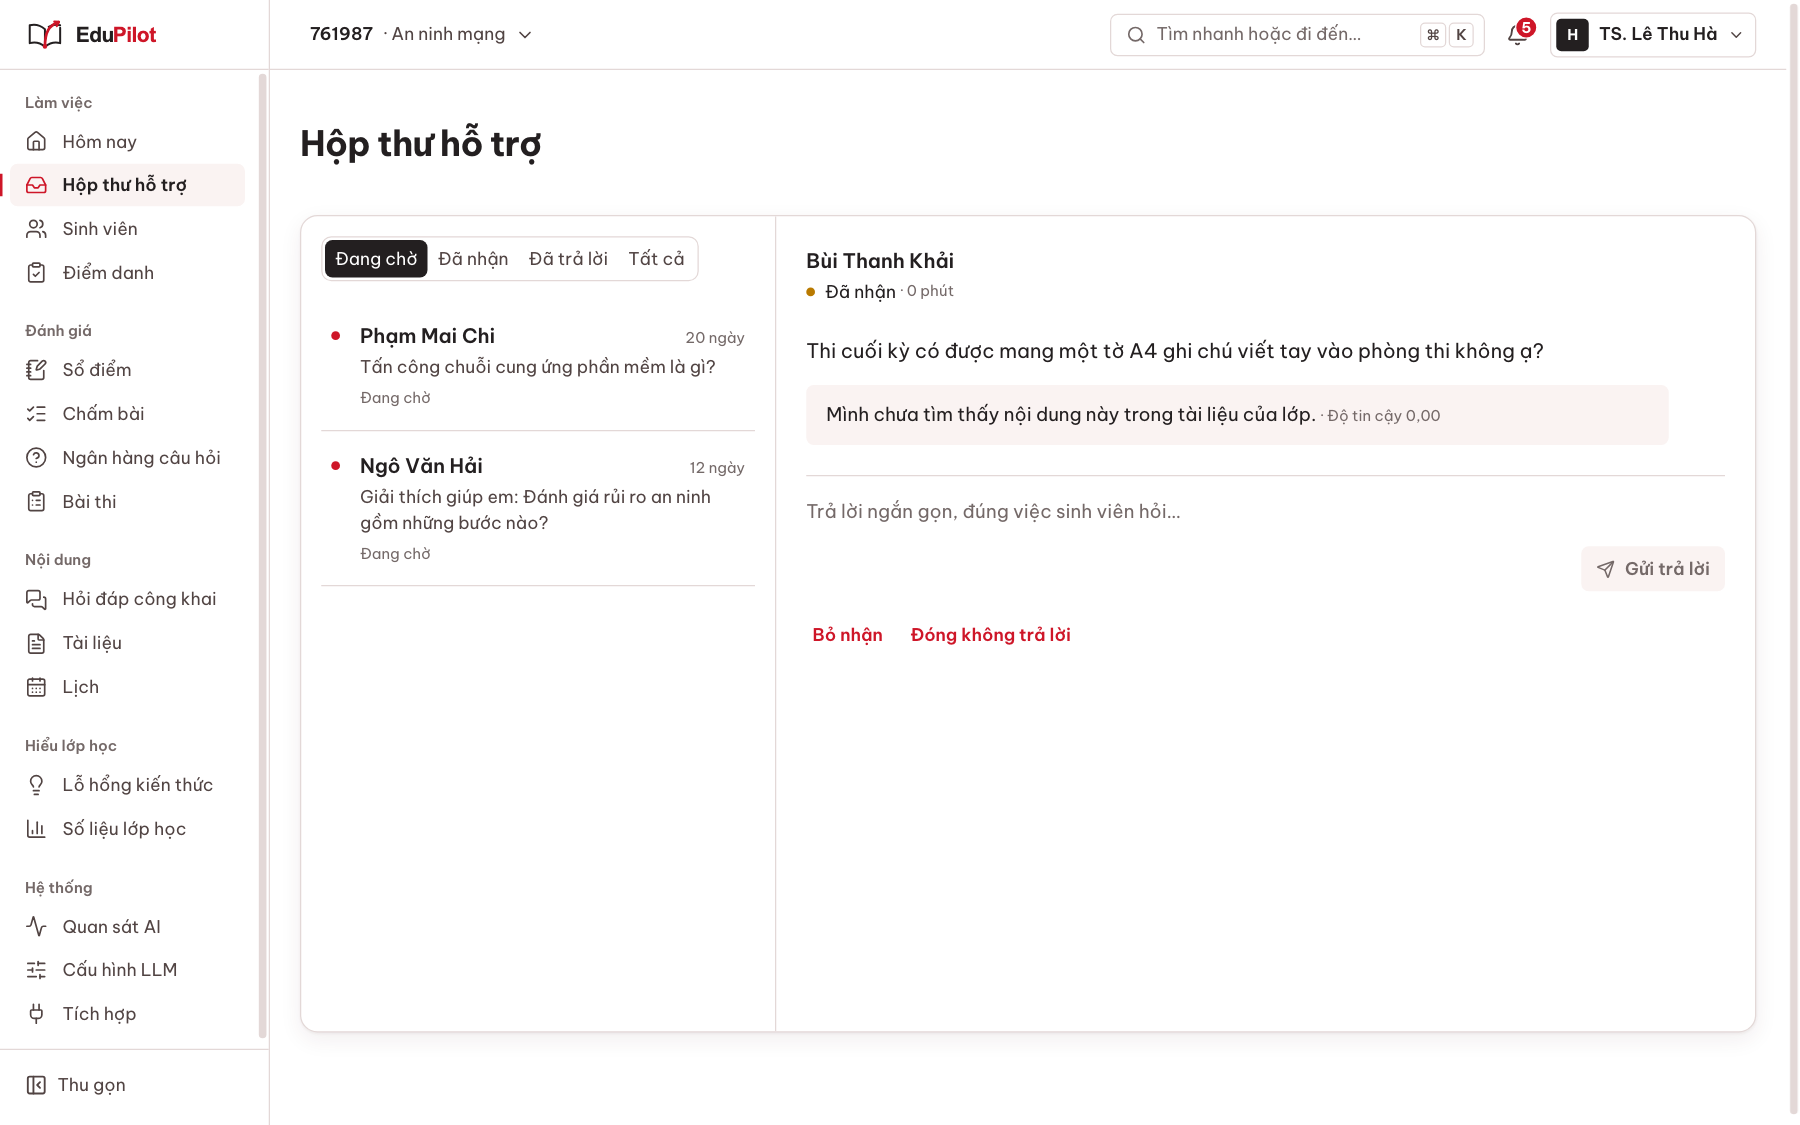 EduPilot
761987 · An ninh mạng
Tìm nhanh hoặc đi đến...
⌘ K
5
H
TS. Lê Thu Hà
Làm việc
Hôm nay
Hộp thư hỗ trợ
Sinh viên
Điểm danh
Đánh giá
Sổ điểm
Chấm bài
Ngân hàng câu hỏi
Bài thi
Nội dung
Hỏi đáp công khai
Tài liệu
Lịch
Hiểu lớp học
Lỗ hổng kiến thức
Số liệu lớp học
Hệ thống
Quan sát AI
Cấu hình LLM
Tích hợp
Thu gọn
Hộp thư hỗ trợ
Đang chờ Đã nhận Đã trả lời Tất cả
Phạm Mai Chi 20 ngày
Tấn công chuỗi cung ứng phần mềm là gì?
Đang chờ
Ngô Văn Hải 12 ngày
Giải thích giúp em: Đánh giá rủi ro an ninh
gồm những bước nào?
Đang chờ
Bùi Thanh Khải
Đã nhận · 0 phút
Thi cuối kỳ có được mang một tờ A4 ghi chú viết tay vào phòng thi không ạ?
Mình chưa tìm thấy nội dung này trong tài liệu của lớp. · Độ tin cậy 0,00
Trả lời ngắn gọn, đúng việc sinh viên hỏi...
Gửi trả lời
Bỏ nhận Đóng không trả lời